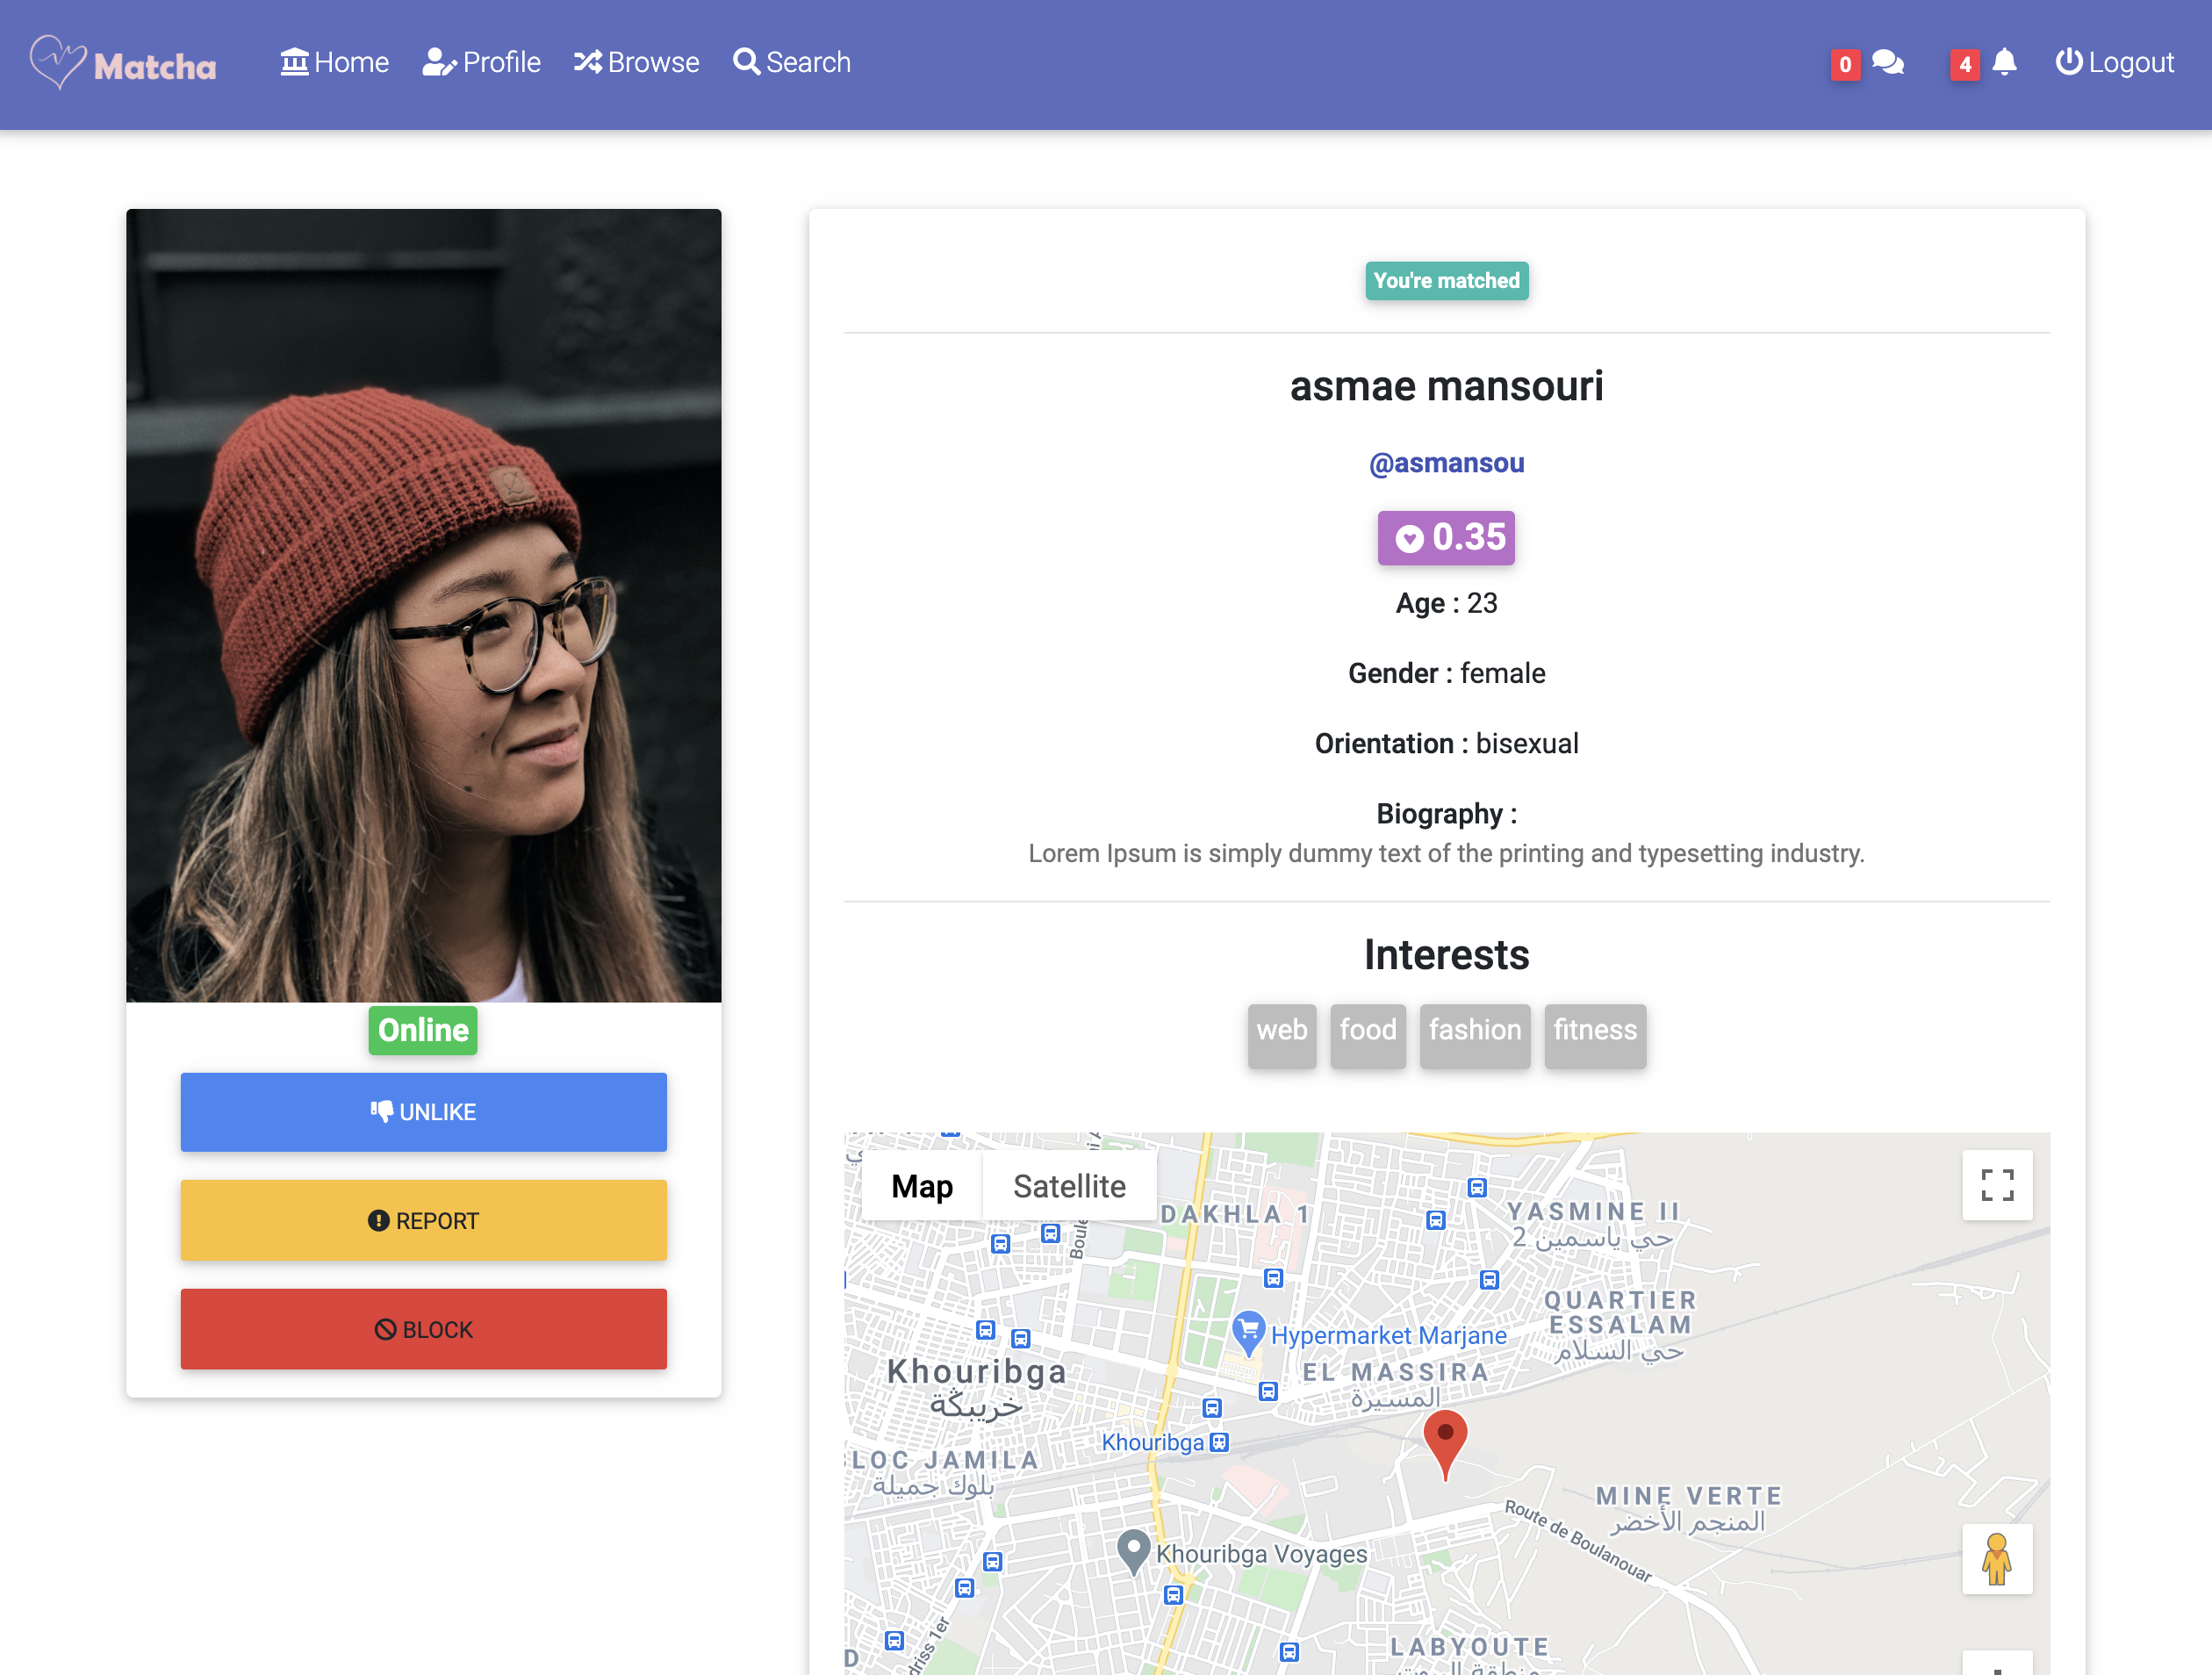 Matcha
Home
Profile
Browse
Search
0
4
Logout
Online
UNLIKE
REPORT
BLOCK
You're matched
asmae mansouri
@asmansou
0.35
Age : 23
Gender : female
Orientation : bisexual
Biography :
Lorem Ipsum is simply dummy text of the printing and typesetting industry.
Interests
web
food
fashion
fitness
Map
Satellite
DAKHLA 1
YASMINE II
حي ياسمين 2
QUARTIER
ESSALAM
حي السلام
Hypermarket Marjane
EL MASSIRA
المسيرة
Khouribga
خريبكة
Khouribga
LOC JAMILA
بلوك جميلة
MINE VERTE
المنجم الأخضر
Route de Boulanouar
Khouribga Voyages
driss 1er
LABYOUTE